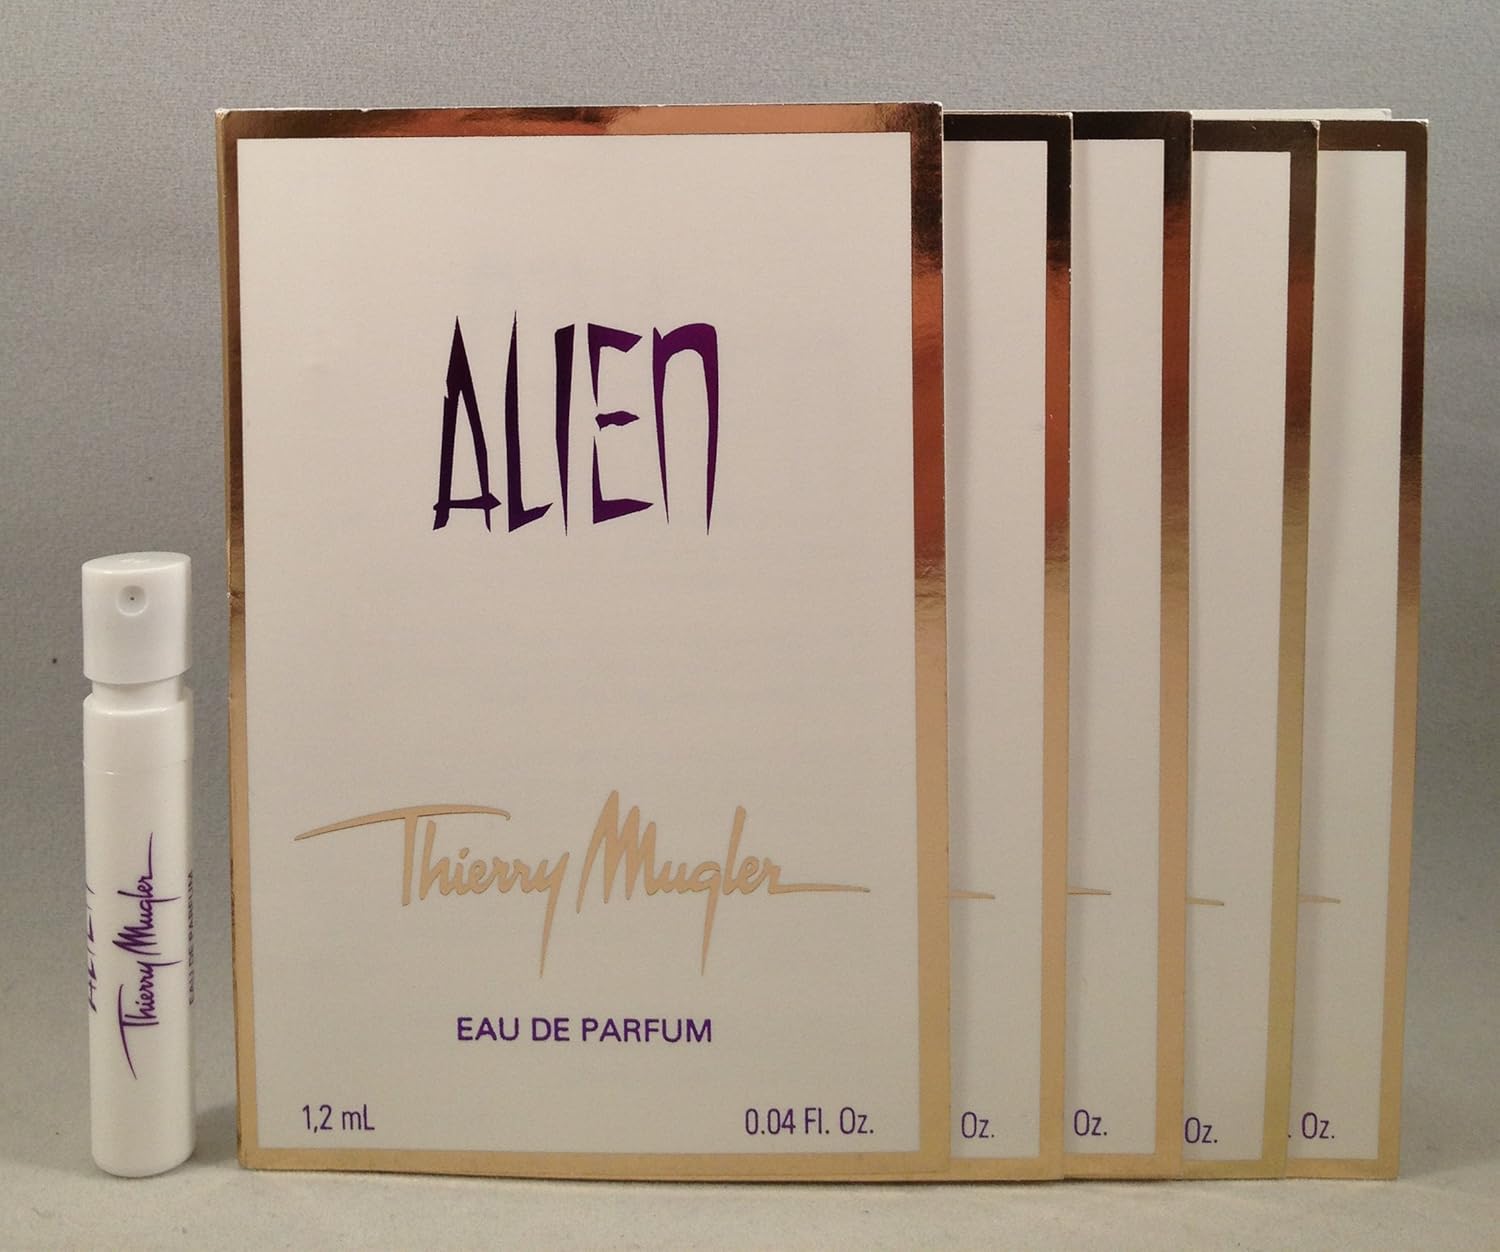 ALIEN
Thierry Mugler
EAU DE PARFUM
1,2 mL
0.04 Fl. Oz.
Oz.
Oz.
Oz.
. Oz.
ALIEN
Thierry Mugler
EAU DE PARFUM